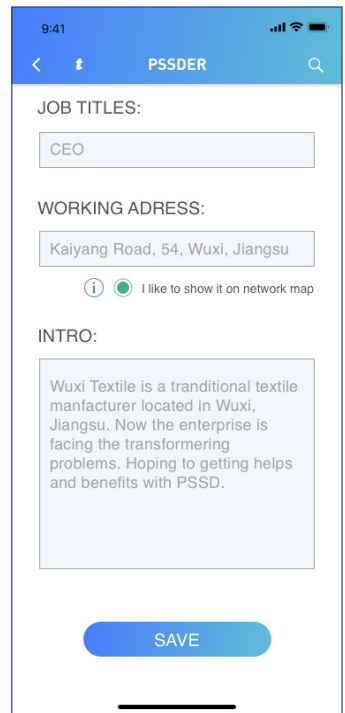 9:41
t PSSDER
JOB TITLES:
CEO
WORKING ADRESS:
Kaiyang Road, 54, Wuxi, Jiangsu
i I like to show it on network map
INTRO:
Wuxi Textile is a tranditional textile
manfacturer located in Wuxi,
Jiangsu. Now the enterprise is
facing the transformering
problems. Hoping to getting helps
and benefits with PSSD.
SAVE